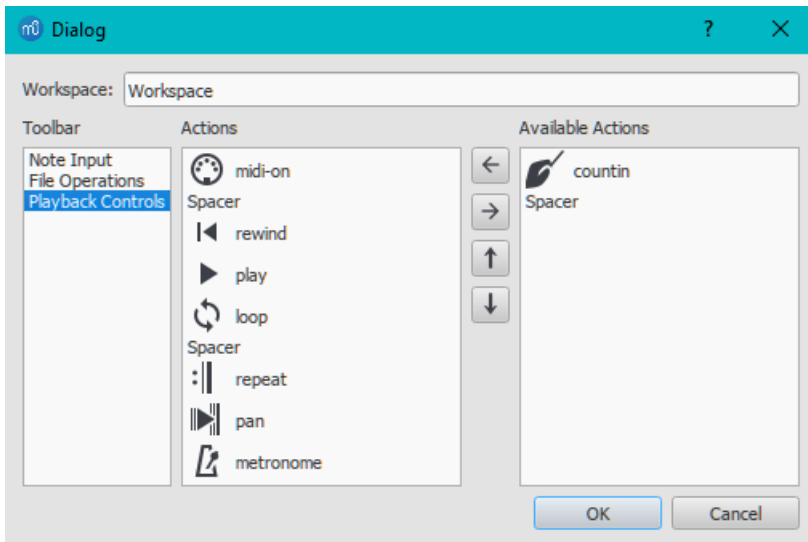 Dialog
?
Workspace: Workspace
Toolbar
Actions
Available Actions
Note Input
File Operations
Playback Controls
midi-on
Spacer
rewind
play
loop
Spacer
repeat
pan
metronome
countin
Spacer
OK
Cancel